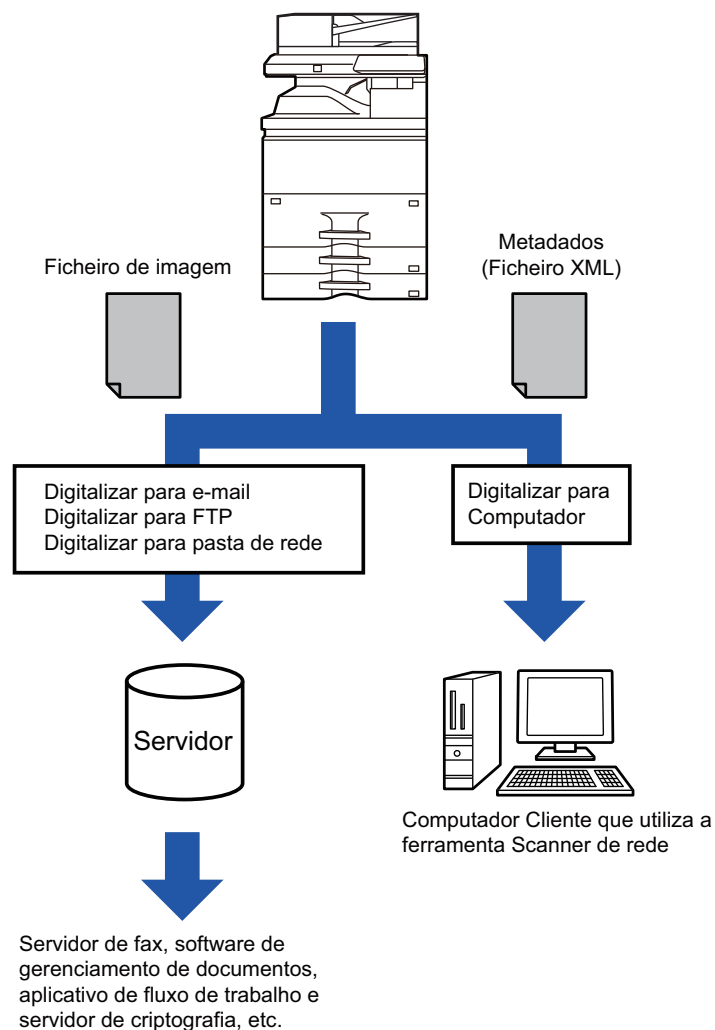 Ficheiro de imagem
Metadados
(Ficheiro XML)
Digitalizar para e-mail
Digitalizar para FTP
Digitalizar para pasta de rede
Digitalizar para
Computador
Servidor
Computador Cliente que utiliza a
ferramenta Scanner de rede
Servidor de fax, software de
gerenciamento de documentos,
aplicativo de fluxo de trabalho e
servidor de criptografia, etc.